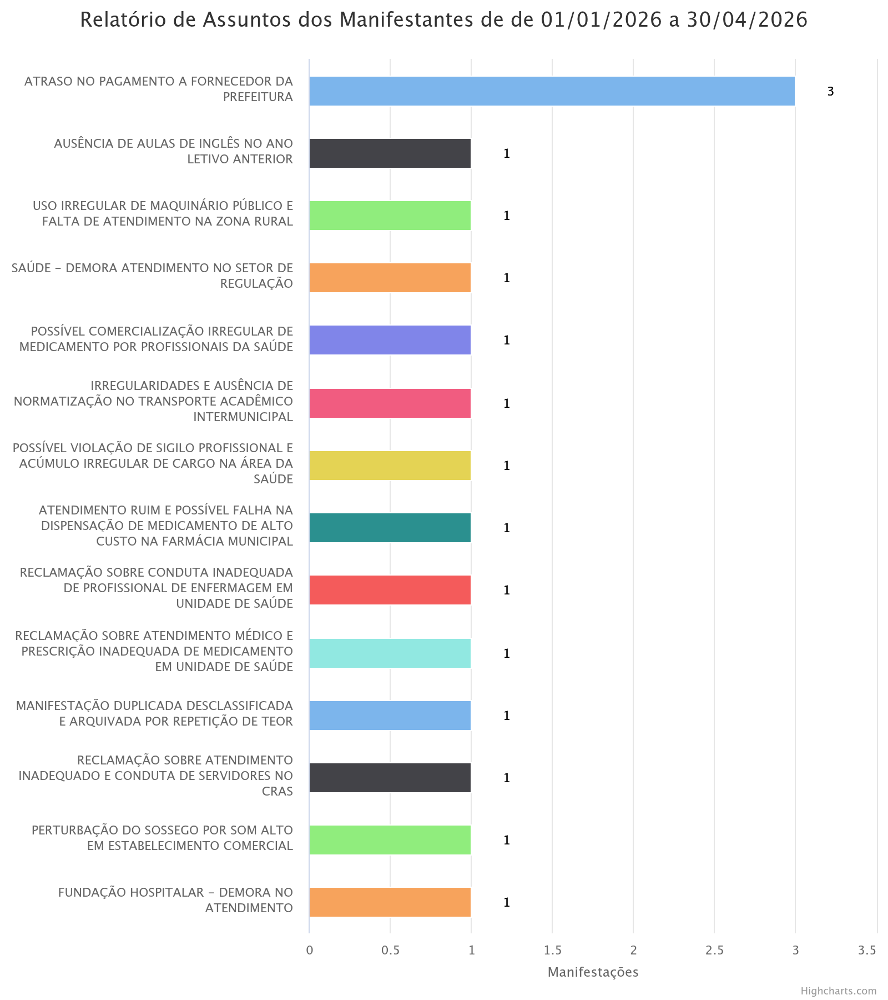 Relatório de Assuntos dos Manifestantes de de 01/01/2026 a 30/04/2026
ATRASO NO PAGAMENTO A FORNECEDOR DA
PREFEITURA
3
AUSÊNCIA DE AULAS DE INGLÊS NO ANO
LETIVO ANTERIOR
1
USO IRREGULAR DE MAQUINÁRIO PÚBLICO E
FALTA DE ATENDIMENTO NA ZONA RURAL
1
SAÚDE - DEMORA ATENDIMENTO NO SETOR DE
REGULAÇÃO
1
POSSÍVEL COMERCIALIZAÇÃO IRREGULAR DE
MEDICAMENTO POR PROFISSIONAIS DA SAÚDE
1
IRREGULARIDADES E AUSÊNCIA DE
NORMATIZAÇÃO NO TRANSPORTE ACADÊMICO
INTERMUNICIPAL
1
POSSÍVEL VIOLAÇÃO DE SIGILO PROFISSIONAL E
ACÚMULO IRREGULAR DE CARGO NA ÁREA DA
SAÚDE
1
ATENDIMENTO RUIM E POSSÍVEL FALHA NA
DISPENSAÇÃO DE MEDICAMENTO DE ALTO
CUSTO NA FARMÁCIA MUNICIPAL
1
RECLAMAÇÃO SOBRE CONDUTA INADEQUADA
DE PROFISSIONAL DE ENFERMAGEM EM
UNIDADE DE SAÚDE
1
RECLAMAÇÃO SOBRE ATENDIMENTO MÉDICO E
PRESCRIÇÃO INADEQUADA DE MEDICAMENTO
EM UNIDADE DE SAÚDE
1
MANIFESTAÇÃO DUPLICADA DESCLASSIFICADA
E ARQUIVADA POR REPETIÇÃO DE TEOR
1
RECLAMAÇÃO SOBRE ATENDIMENTO
INADEQUADO E CONDUTA DE SERVIDORES NO
CRAS
1
PERTURBAÇÃO DO SOSSEGO POR SOM ALTO
EM ESTABELECIMENTO COMERCIAL
1
FUNDAÇÃO HOSPITALAR - DEMORA NO
ATENDIMENTO
1
0 0.5 1 1.5 2 2.5 3 3.5
Manifestações
Highcharts.com